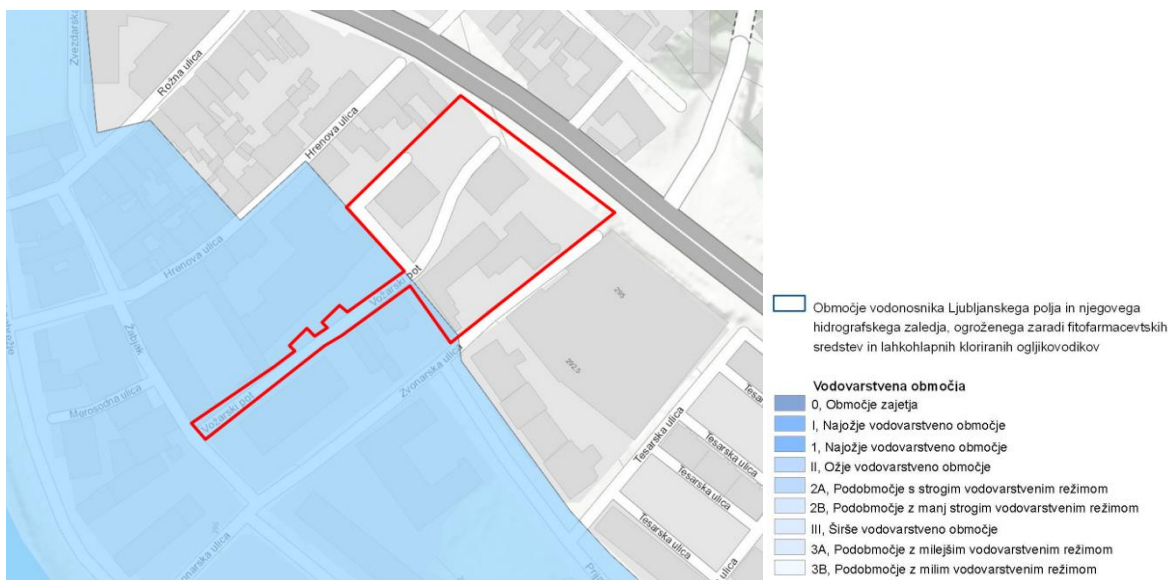 Zvezdarska
Rožna ulica
Hrenova ulica
Hrenova ulica
Žabjak
Vožarski pot
Zvonarska ulica
Merosodna ulica
Vožarski pot
295
292.5
Tesarska ulica
Tesarska ulica
Tesarska ulica
Tesarska ulica
Območje vodonosnika Ljubljanskega polja in njegovega
hidrografskega zaledja, ogroženega zaradi fitofarmacevtskih
sredstev in lahkohlapnih kloriranih ogljikovodikov
Vodovarstvena območja
0, Območje zajetja
I, Najožje vodovarstveno območje
1, Najožje vodovarstveno območje
II, Ožje vodovarstveno območje
2A, Podobmočje s strogim vodovarstvenim režimom
2B, Podobmočje z manj strogim vodovarstvenim režimom
III, Širše vodovarstveno območje
3A, Podobmočje z milejšim vodovarstvenim režimom
3B, Podobmočje z milim vodovarstvenim režimom